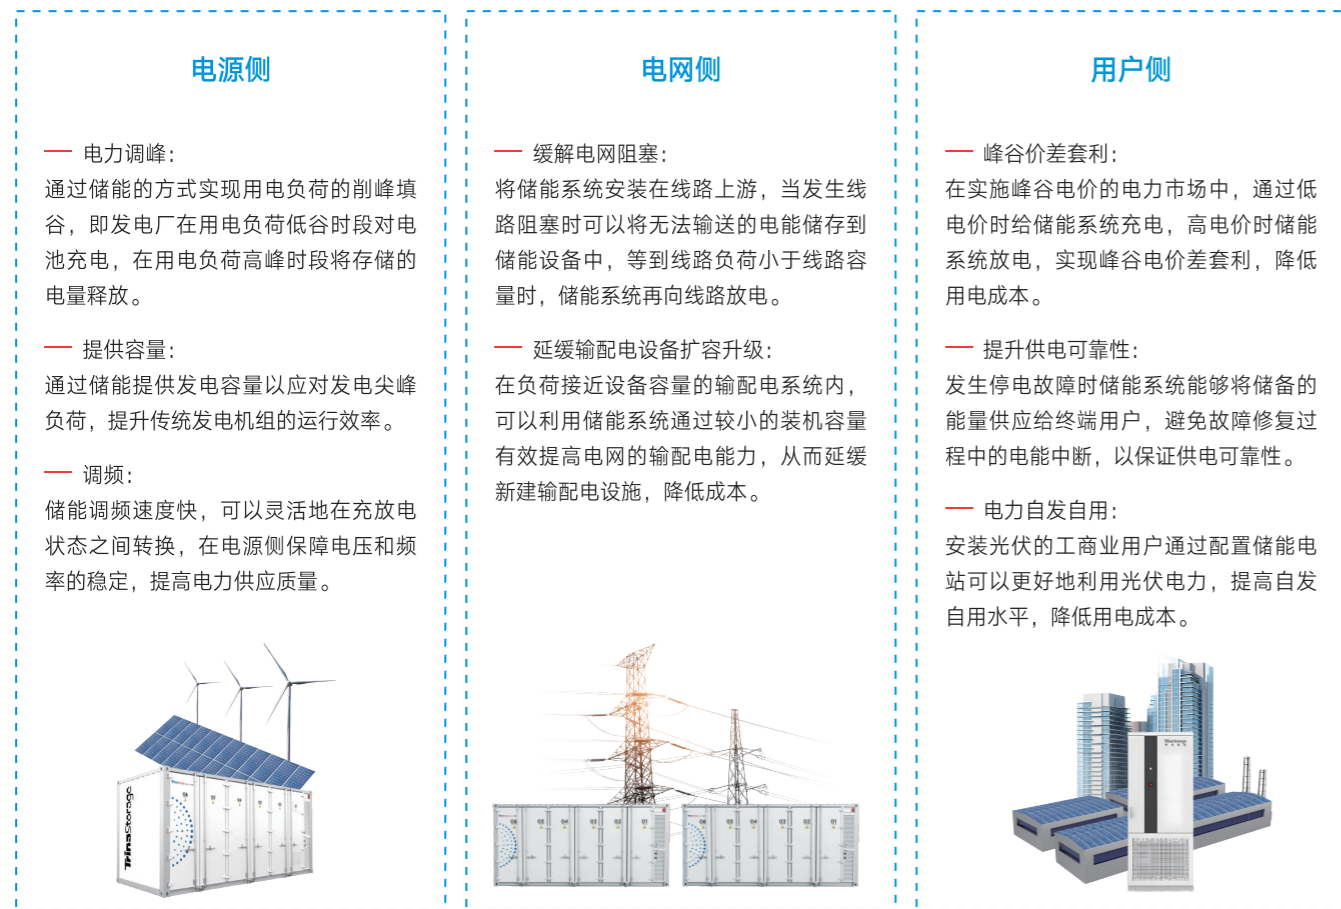 电源侧
电力调峰：
通过储能的方式实现用电负荷的削峰填
谷，即发电厂在用电负荷低谷时段对电
池充电，在用电负荷高峰时段将存储的
电量释放。
提供容量：
通过储能提供发电容量以应对发电尖峰
负荷，提升传统发电机组的运行效率。
调频：
储能调频速度快，可以灵活地在充放电
状态之间转换，在电源侧保障电压和频
率的稳定，提高电力供应质量。
TrinaStorage
06
05
04
电网侧
缓解电网阻塞：
将储能系统安装在线路上游，当发生线
路阻塞时可以将无法输送的电能储存到
储能设备中，等到线路负荷小于线路容
量时，储能系统再向线路放电。
延缓输配电设备扩容升级：
在负荷接近设备容量的输配电系统内，
可以利用储能系统通过较小的装机容量
有效提高电网的输配电能力，从而延缓
新建输配电设施，降低成本。
06 05 04 03 02 01
06 05 04 03 02 01
用户侧
峰谷价差套利：
在实施峰谷电价的电力市场中，通过低
电价时给储能系统充电，高电价时储能
系统放电，实现峰谷电价差套利，降低
用电成本。
提升供电可靠性：
发生停电故障时储能系统能够将储备的
能量供应给终端用户，避免故障修复过
程中的电能中断，以保证供电可靠性。
电力自发自用：
安装光伏的工商业用户通过配置储能电
站可以更好地利用光伏电力，提高自发
自用水平，降低用电成本。